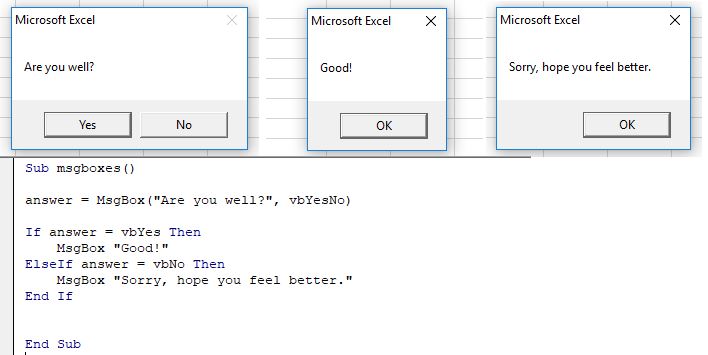 Microsoft Excel
Are you well?
Yes No
Microsoft Excel
Good!
OK
Microsoft Excel
Sorry, hope you feel better.
OK
Sub msgboxes()
answer = MsgBox("Are you well?", vbYesNo)
If answer = vbYes Then
MsgBox "Good!"
ElseIf answer = vbNo Then
MsgBox "Sorry, hope you feel better."
End If
End Sub